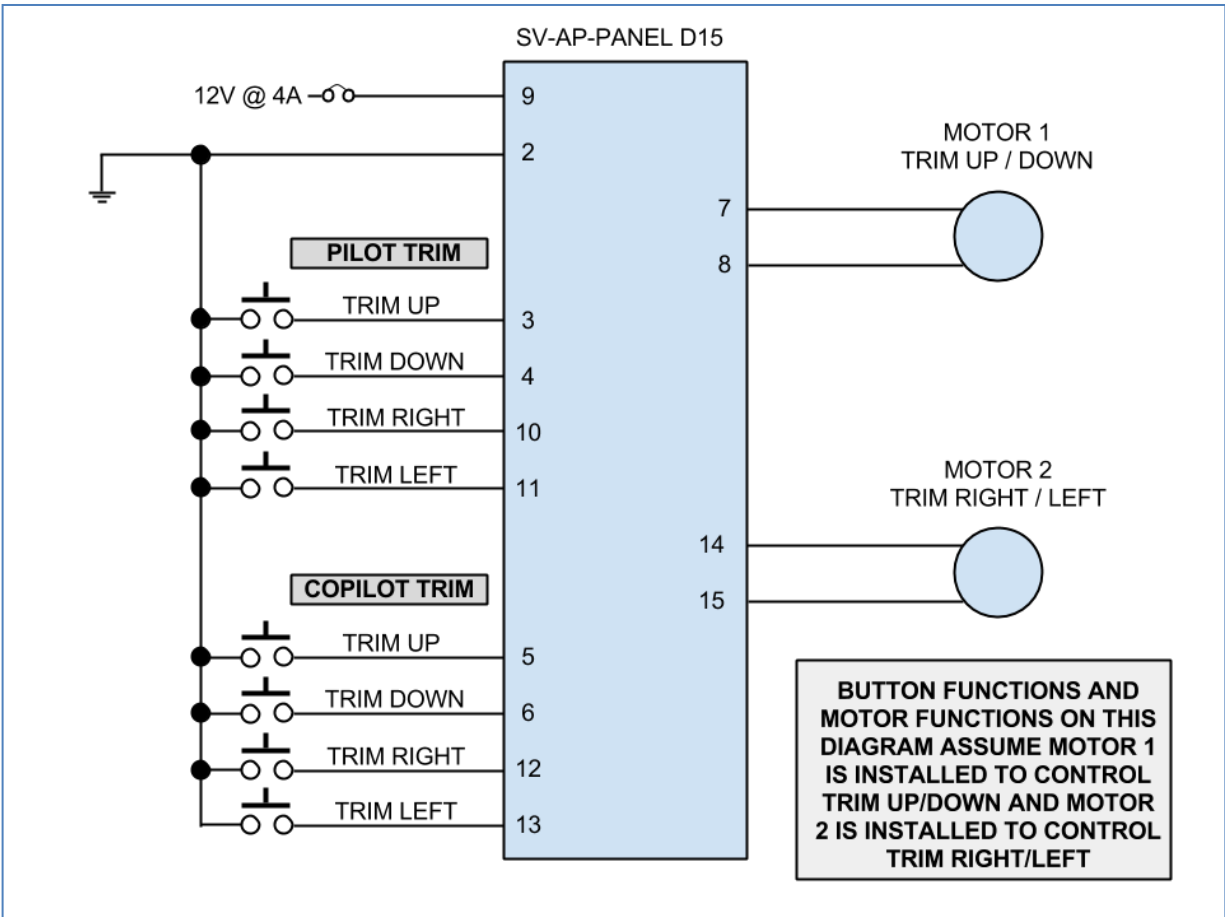 SV-AP-PANEL D15
12V @ 4A
9
2
MOTOR 1
TRIM UP / DOWN
7
8
PILOT TRIM
TRIM UP
3
TRIM DOWN
4
TRIM RIGHT
10
TRIM LEFT
11
MOTOR 2
TRIM RIGHT / LEFT
14
15
COPILOT TRIM
TRIM UP
5
TRIM DOWN
6
TRIM RIGHT
12
TRIM LEFT
13
BUTTON FUNCTIONS AND
MOTOR FUNCTIONS ON THIS
DIAGRAM ASSUME MOTOR 1
IS INSTALLED TO CONTROL
TRIM UP/DOWN AND MOTOR
2 IS INSTALLED TO CONTROL
TRIM RIGHT/LEFT